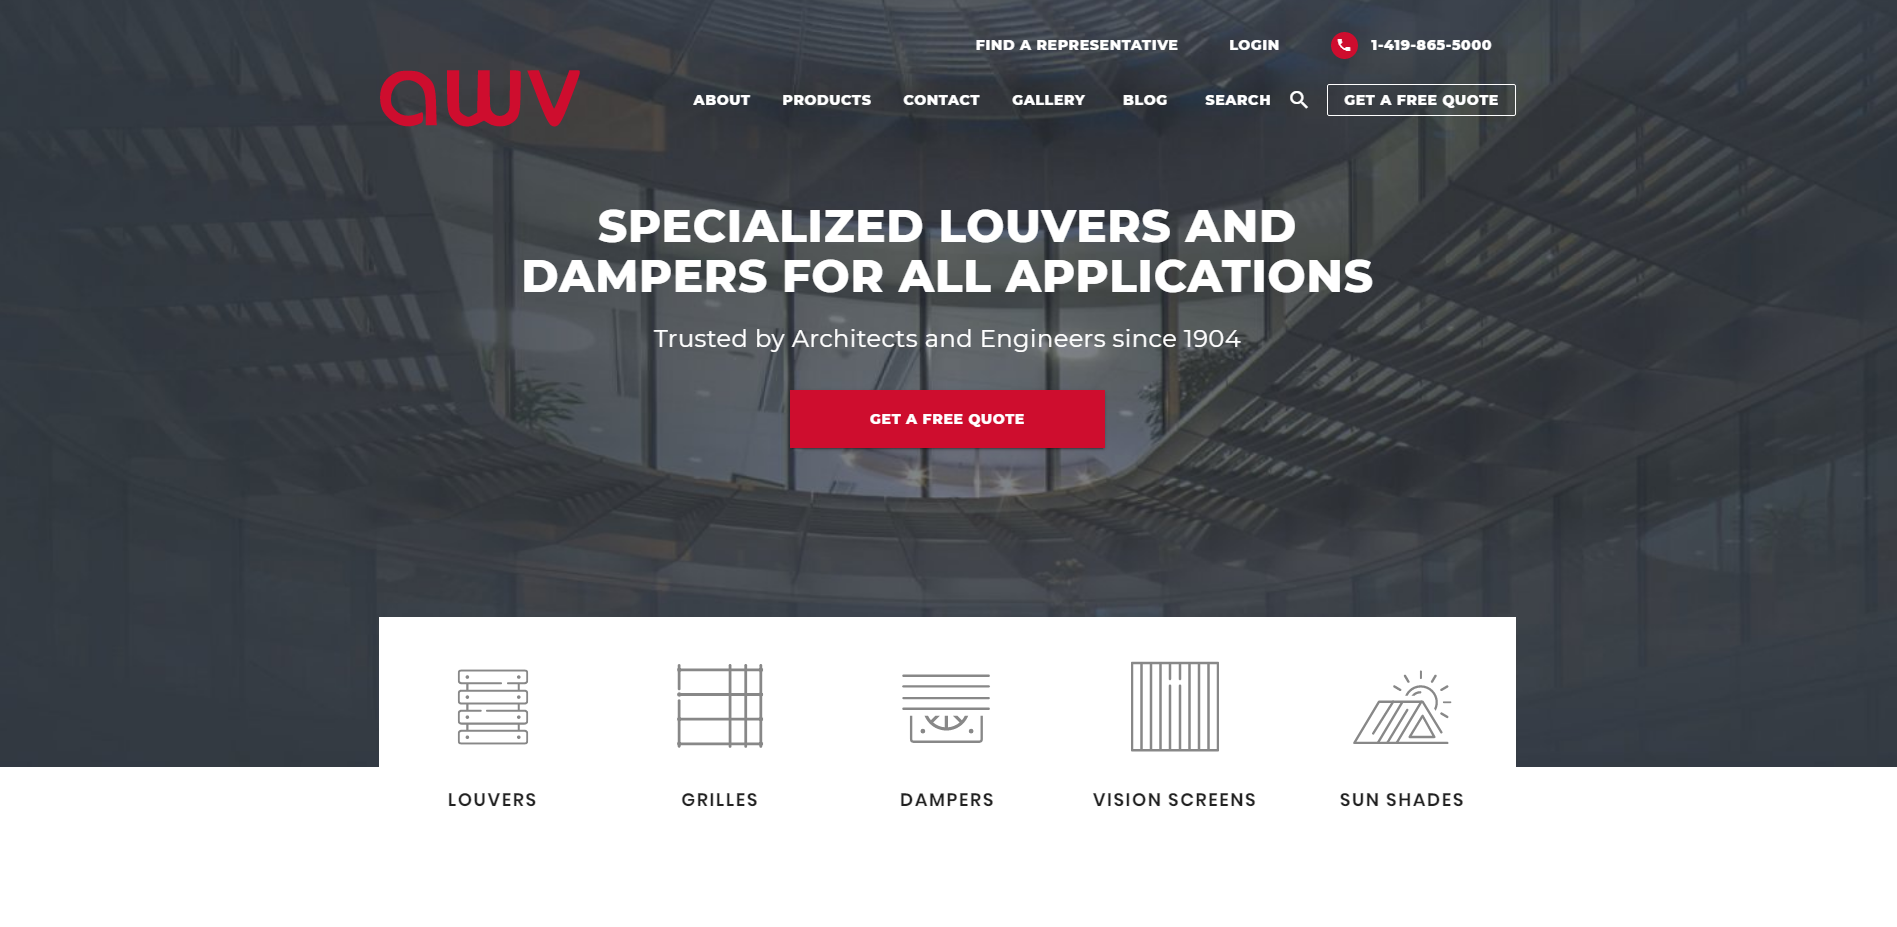 FIND A REPRESENTATIVE
LOGIN
1-419-865-5000
awv
ABOUT
PRODUCTS
CONTACT
GALLERY
BLOG
SEARCH
GET A FREE QUOTE
SPECIALIZED LOUVERS AND
DAMPERS FOR ALL APPLICATIONS
Trusted by Architects and Engineers since 1904
GET A FREE QUOTE
LOUVERS
GRILLES
DAMPERS
VISION SCREENS
SUN SHADES